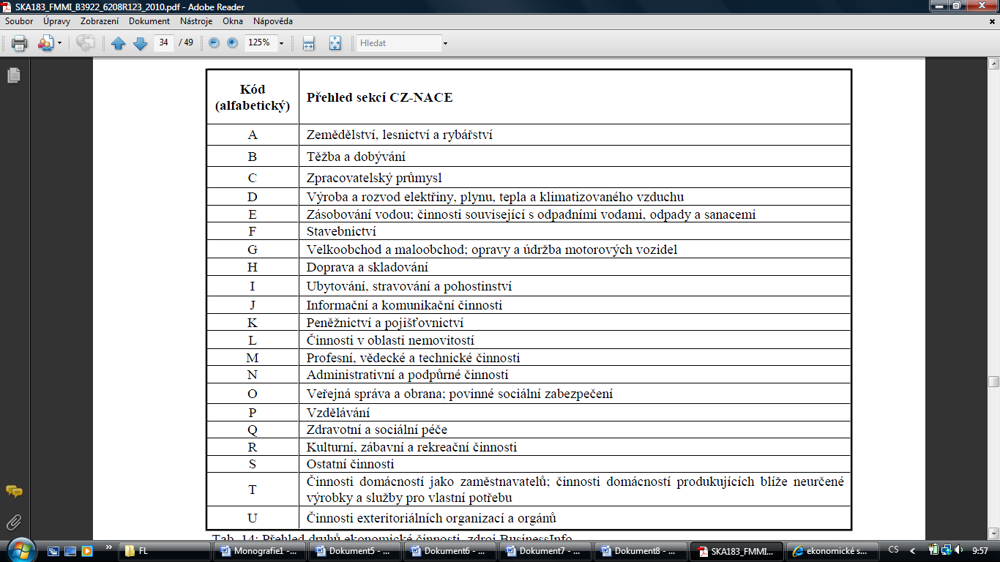 SKA183_FMMI_B3922_6208R123_2010.pdf - Adobe Reader
Soubor Úpravy Zobrazení Dokument Nástroje Okna Nápověda
34 / 49 125% Hledat
Kód
(alfabetický)
Přehled sekcí CZ-NACE
A Zemědělství, lesnictví a rybářství
B Těžba a dobývání
C Zpracovatelský průmysl
D Výroba a rozvod elektřiny, plynu, tepla a klimatizovaného vzduchu
E Zásobování vodou; činnosti související s odpadními vodami, odpady a sanacemi
F Stavebnictví
G Velkoobchod a maloobchod; opravy a údržba motorových vozidel
H Doprava a skladování
I Ubytování, stravování a pohostinství
J Informační a komunikační činnosti
K Peněžnictví a pojišťovnictví
L Činnosti v oblasti nemovitostí
M Profesní, vědecké a technické činnosti
N Administrativní a podpůrné činnosti
O Veřejná správa a obrana; povinné sociální zabezpečení
P Vzdělávání
Q Zdravotní a sociální péče
R Kulturní, zábavní a rekreační činnosti
S Ostatní činnosti
T Činnosti domácností jako zaměstnavatelů; činnosti domácností produkujících blíže neurčené
výrobky a služby pro vlastní potřebu
U Činnosti exteritoriálních organizací a orgánů
Tab. 14: Přehled druhů ekonomické činnosti, zdroj BusinessInfo
FL Monografie1 - ... Dokument5 - ... Dokument6 - ... Dokument7 - ... Dokument8 - ... SKA183_FMMI... ekonomické s... CS 9:57